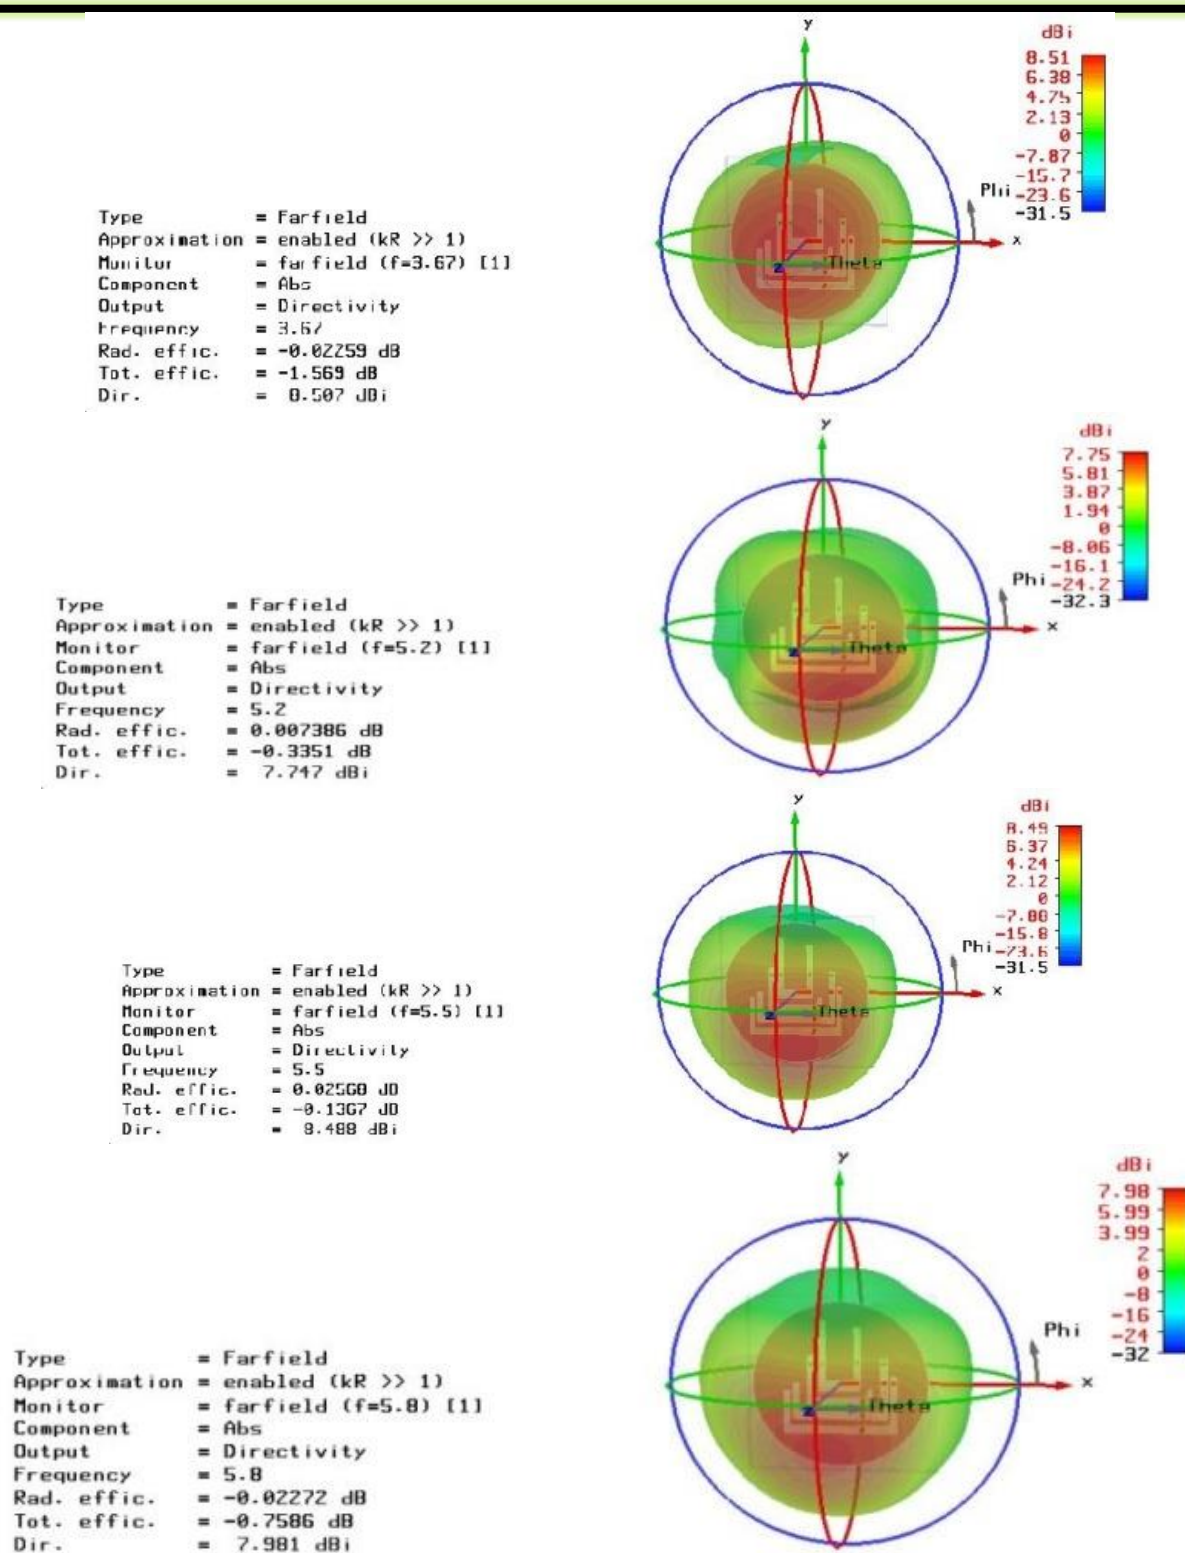 y
dBi
8.51
6.38
4.75
2.13
0
-7.87
-15.7
Phi -23.6
-31.5
x
Theta
z
Type = Farfield
Approximation = enabled (kR >> 1)
Monitor = farfield (f=3.67) [1]
Component = Abs
Output = Directivity
Frequency = 3.67
Rad. effic. = -0.02259 dB
Tot. effic. = -1.569 dB
Dir. = 8.507 dBi
y
dBi
7.75
5.81
3.87
1.94
0
-8.06
-16.1
Phi -24.2
-32.3
x
Theta
z
Type = Farfield
Approximation = enabled (kR >> 1)
Monitor = farfield (f=5.2) [1]
Component = Abs
Output = Directivity
Frequency = 5.2
Rad. effic. = 0.007386 dB
Tot. effic. = -0.3351 dB
Dir. = 7.747 dBi
y
dBi
8.49
6.37
4.24
2.12
0
-7.88
-15.8
Phi -23.6
-31.5
x
Theta
z
Type = Farfield
Approximation = enabled (kR >> 1)
Monitor = farfield (f=5.5) [1]
Component = Abs
Output = Directivity
Frequency = 5.5
Rad. effic. = 0.02568 dB
Tot. effic. = -0.1367 dB
Dir. = 8.488 dBi
y
dBi
7.98
5.99
3.99
2
0
-8
-16
Phi -24
-32
x
Theta
z
Type = Farfield
Approximation = enabled (kR >> 1)
Monitor = farfield (f=5.8) [1]
Component = Abs
Output = Directivity
Frequency = 5.8
Rad. effic. = -0.02272 dB
Tot. effic. = -0.7586 dB
Dir. = 7.981 dBi